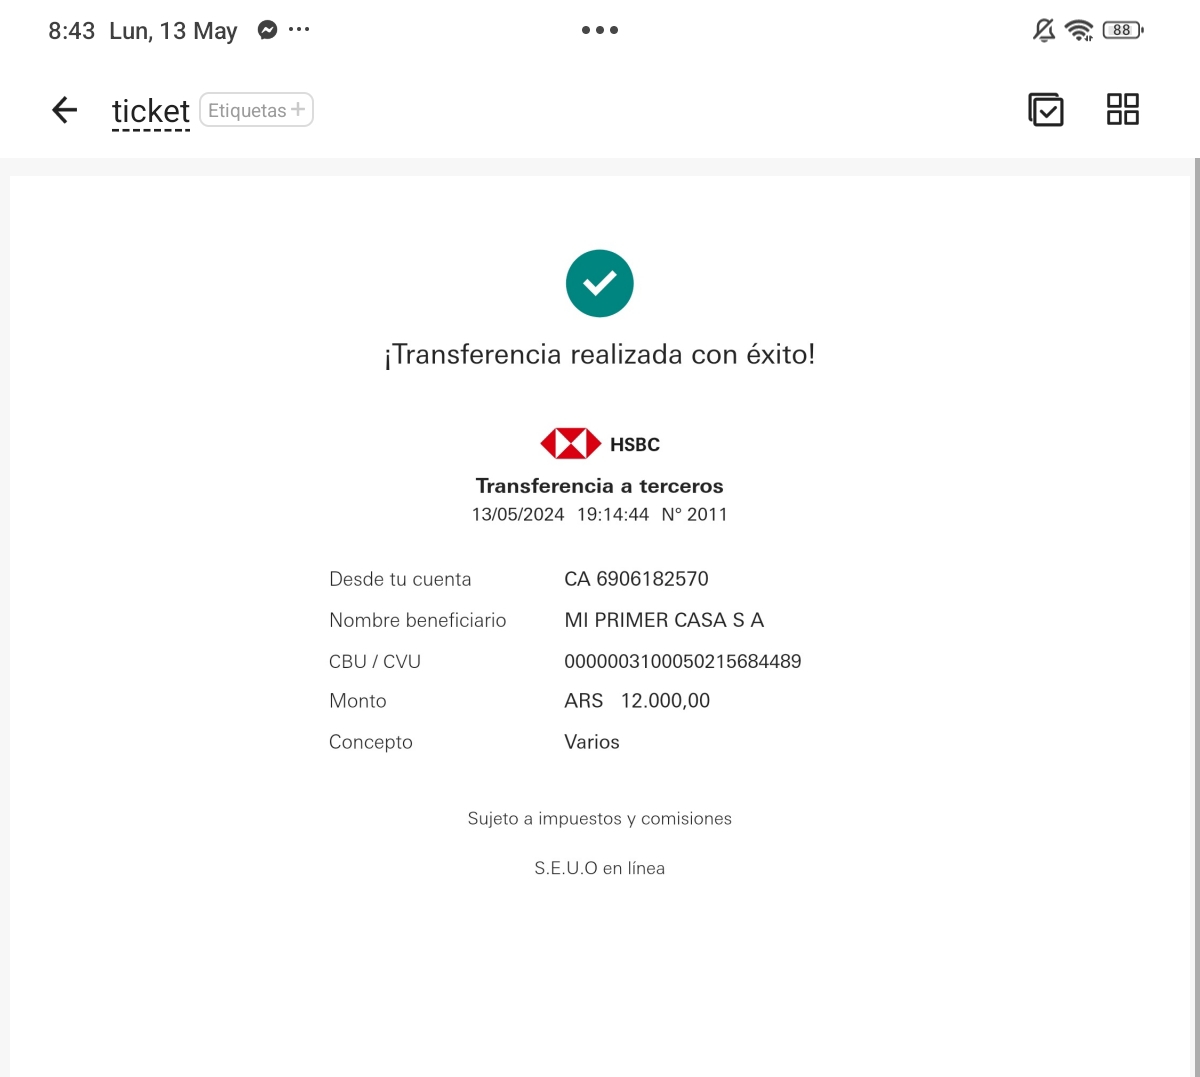 8:43 Lun, 13 May ···
88
ticket Etiquetas +
¡Transferencia realizada con éxito!
HSBC
Transferencia a terceros
13/05/2024 19:14:44 N° 2011
Desde tu cuenta CA 6906182570
Nombre beneficiario MI PRIMER CASA S A
CBU / CVU 0000003100050215684489
Monto ARS 12.000,00
Concepto Varios
Sujeto a impuestos y comisiones
S.E.U.O en línea